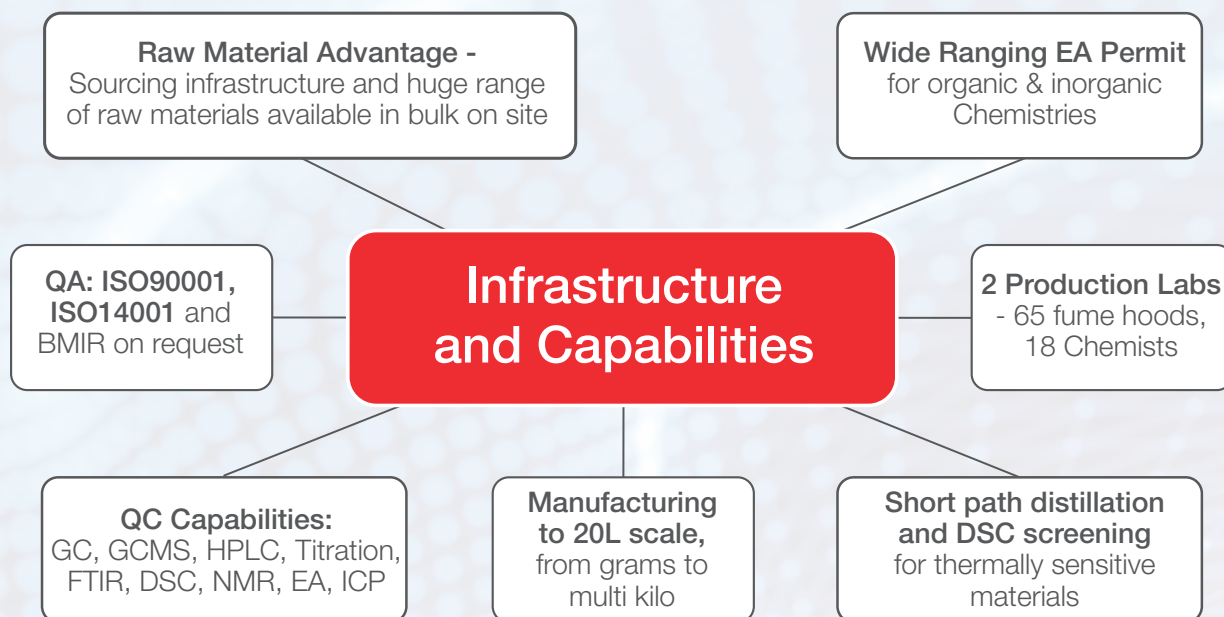 Raw Material Advantage -
Sourcing infrastructure and huge range
of raw materials available in bulk on site
Wide Ranging EA Permit
for organic & inorganic
Chemistries
QA: ISO90001,
ISO14001 and
BMIR on request
Infrastructure
and Capabilities
2 Production Labs
- 65 fume hoods,
18 Chemists
QC Capabilities:
GC, GCMS, HPLC, Titration,
FTIR, DSC, NMR, EA, ICP
Manufacturing
to 20L scale,
from grams to
multi kilo
Short path distillation
and DSC screening
for thermally sensitive
materials